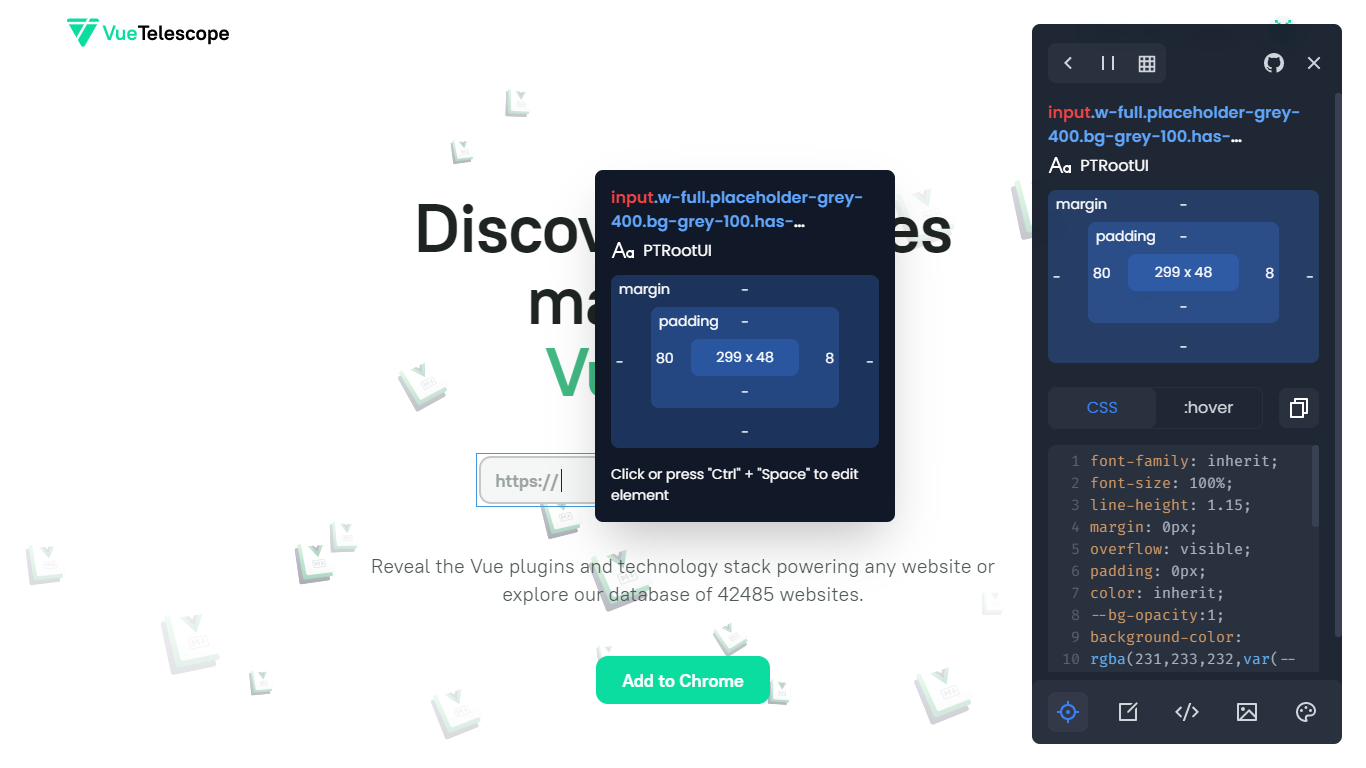 VueTelescope
Discov es
ma
Vu
https://
Reveal the Vue plugins and technology stack powering any website or
explore our database of 42485 websites.
Add to Chrome
input.w-full.placeholder-grey-
400.bg-grey-100.has-...
Aa PTRootUI
margin -
padding -
- 80 299 x 48 8 -
-
-
Click or press "Ctrl" + "Space" to edit
element
input.w-full.placeholder-grey-
400.bg-grey-100.has-...
Aa PTRootUI
margin -
padding -
- 80 299 x 48 8 -
-
-
CSS :hover
1 font-family: inherit;
2 font-size: 100%;
3 line-height: 1.15;
4 margin: 0px;
5 overflow: visible;
6 padding: 0px;
7 color: inherit;
8 --bg-opacity:1;
9 background-color:
10 rgba(231,233,232,var(--